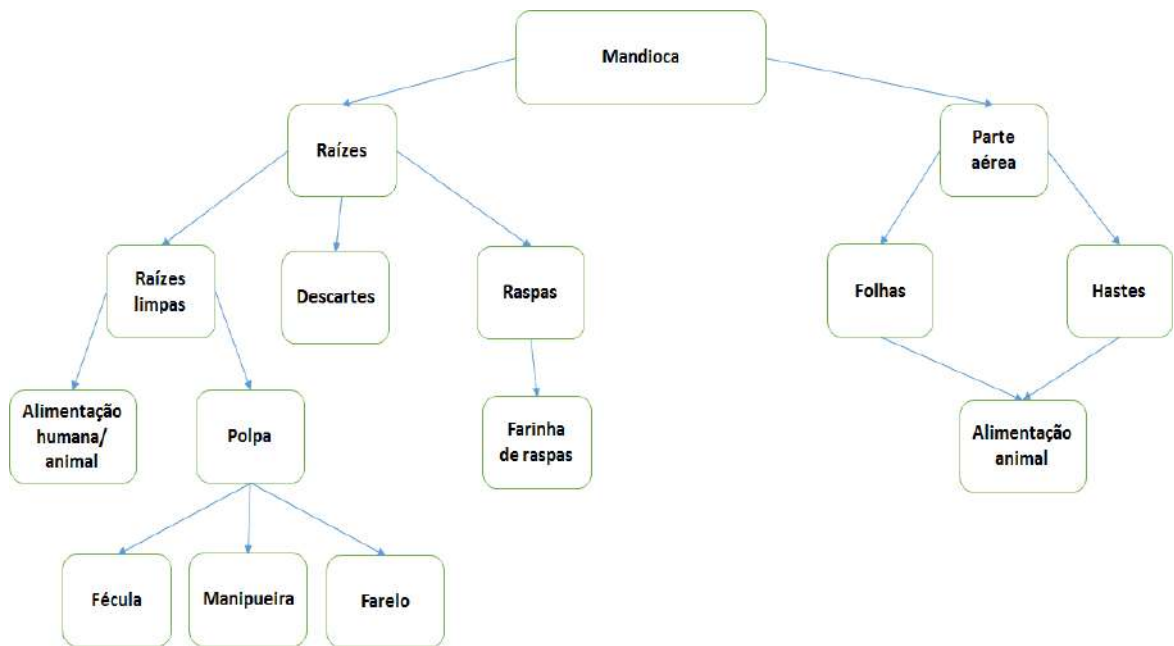 Mandioca
Raízes
Parte
aérea
Raízes
limpas
Descartes
Raspas
Folhas
Hastes
Alimentação
humana/
animal
Polpa
Farinha
de raspas
Alimentação
animal
Fécula
Manipueira
Farelo